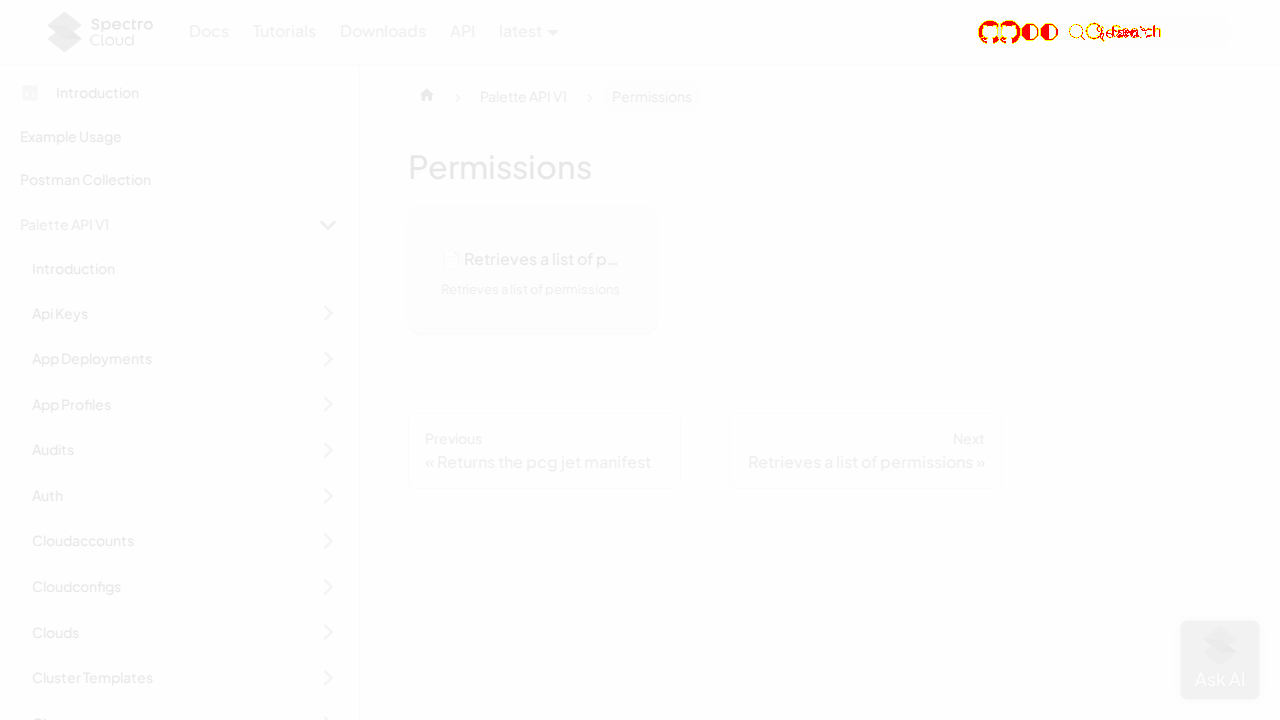 Spectro
Cloud
Docs
Tutorials
Downloads
API
latest
Search
Introduction
Example Usage
Postman Collection
Palette API V1
Introduction
Api Keys
App Deployments
App Profiles
Audits
Auth
Cloudaccounts
Cloudconfigs
Clouds
Cluster Templates
Palette API V1
Permissions
Permissions
Retrieves a list of p...
Retrieves a list of permissions
Previous
« Returns the pcg jet manifest
Next
Retrieves a list of permissions »
Ask AI